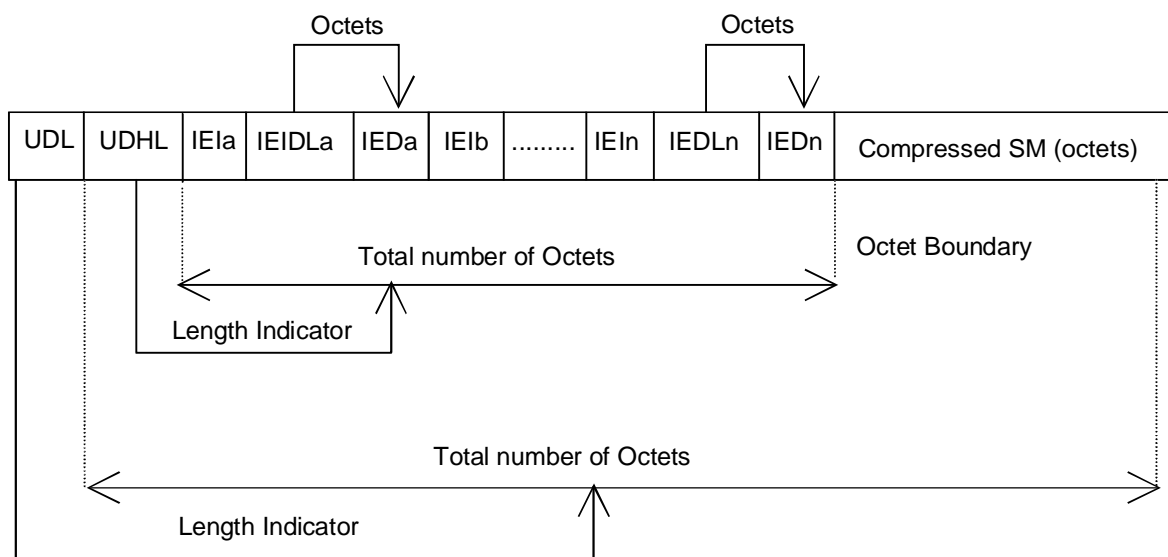 Octets
Octets
UDL UDHL IEIa IEIDLa IEDa IEIb ......... IEIn IEDLn IEDn Compressed SM (octets)
Total number of Octets
Octet Boundary
Length Indicator
Total number of Octets
Length Indicator